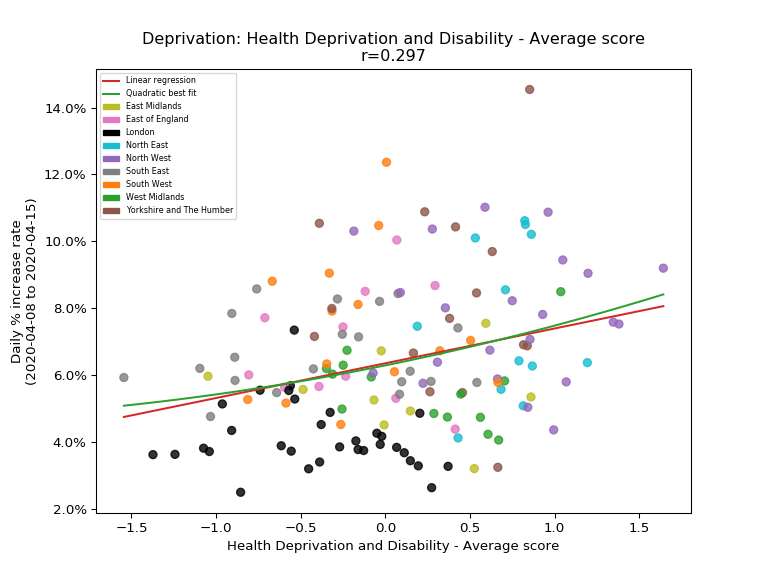 Deprivation: Health Deprivation and Disability - Average score
r=0.297
Linear regression
Quadratic best fit
East Midlands
East of England
London
North East
North West
South East
South West
West Midlands
Yorkshire and The Humber
Daily % increase rate
(2020-04-08 to 2020-04-15)
14.0%
12.0%
10.0%
8.0%
6.0%
4.0%
2.0%
−1.5 −1.0 −0.5 0.0 0.5 1.0 1.5
Health Deprivation and Disability - Average score